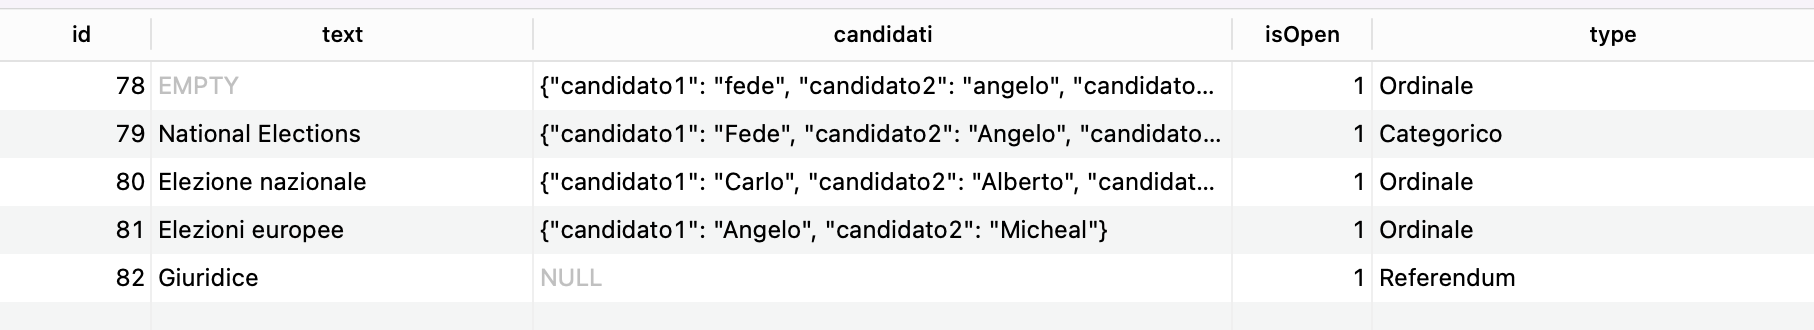 id text candidati isOpen type
78 EMPTY {"candidato1": "fede", "candidato2": "angelo", "candidato... 1 Ordinale
79 National Elections {"candidato1": "Fede", "candidato2": "Angelo", "candidato... 1 Categorico
80 Elezione nazionale {"candidato1": "Carlo", "candidato2": "Alberto", "candidat... 1 Ordinale
81 Elezioni europee {"candidato1": "Angelo", "candidato2": "Micheal"} 1 Ordinale
82 Giuridice NULL 1 Referendum